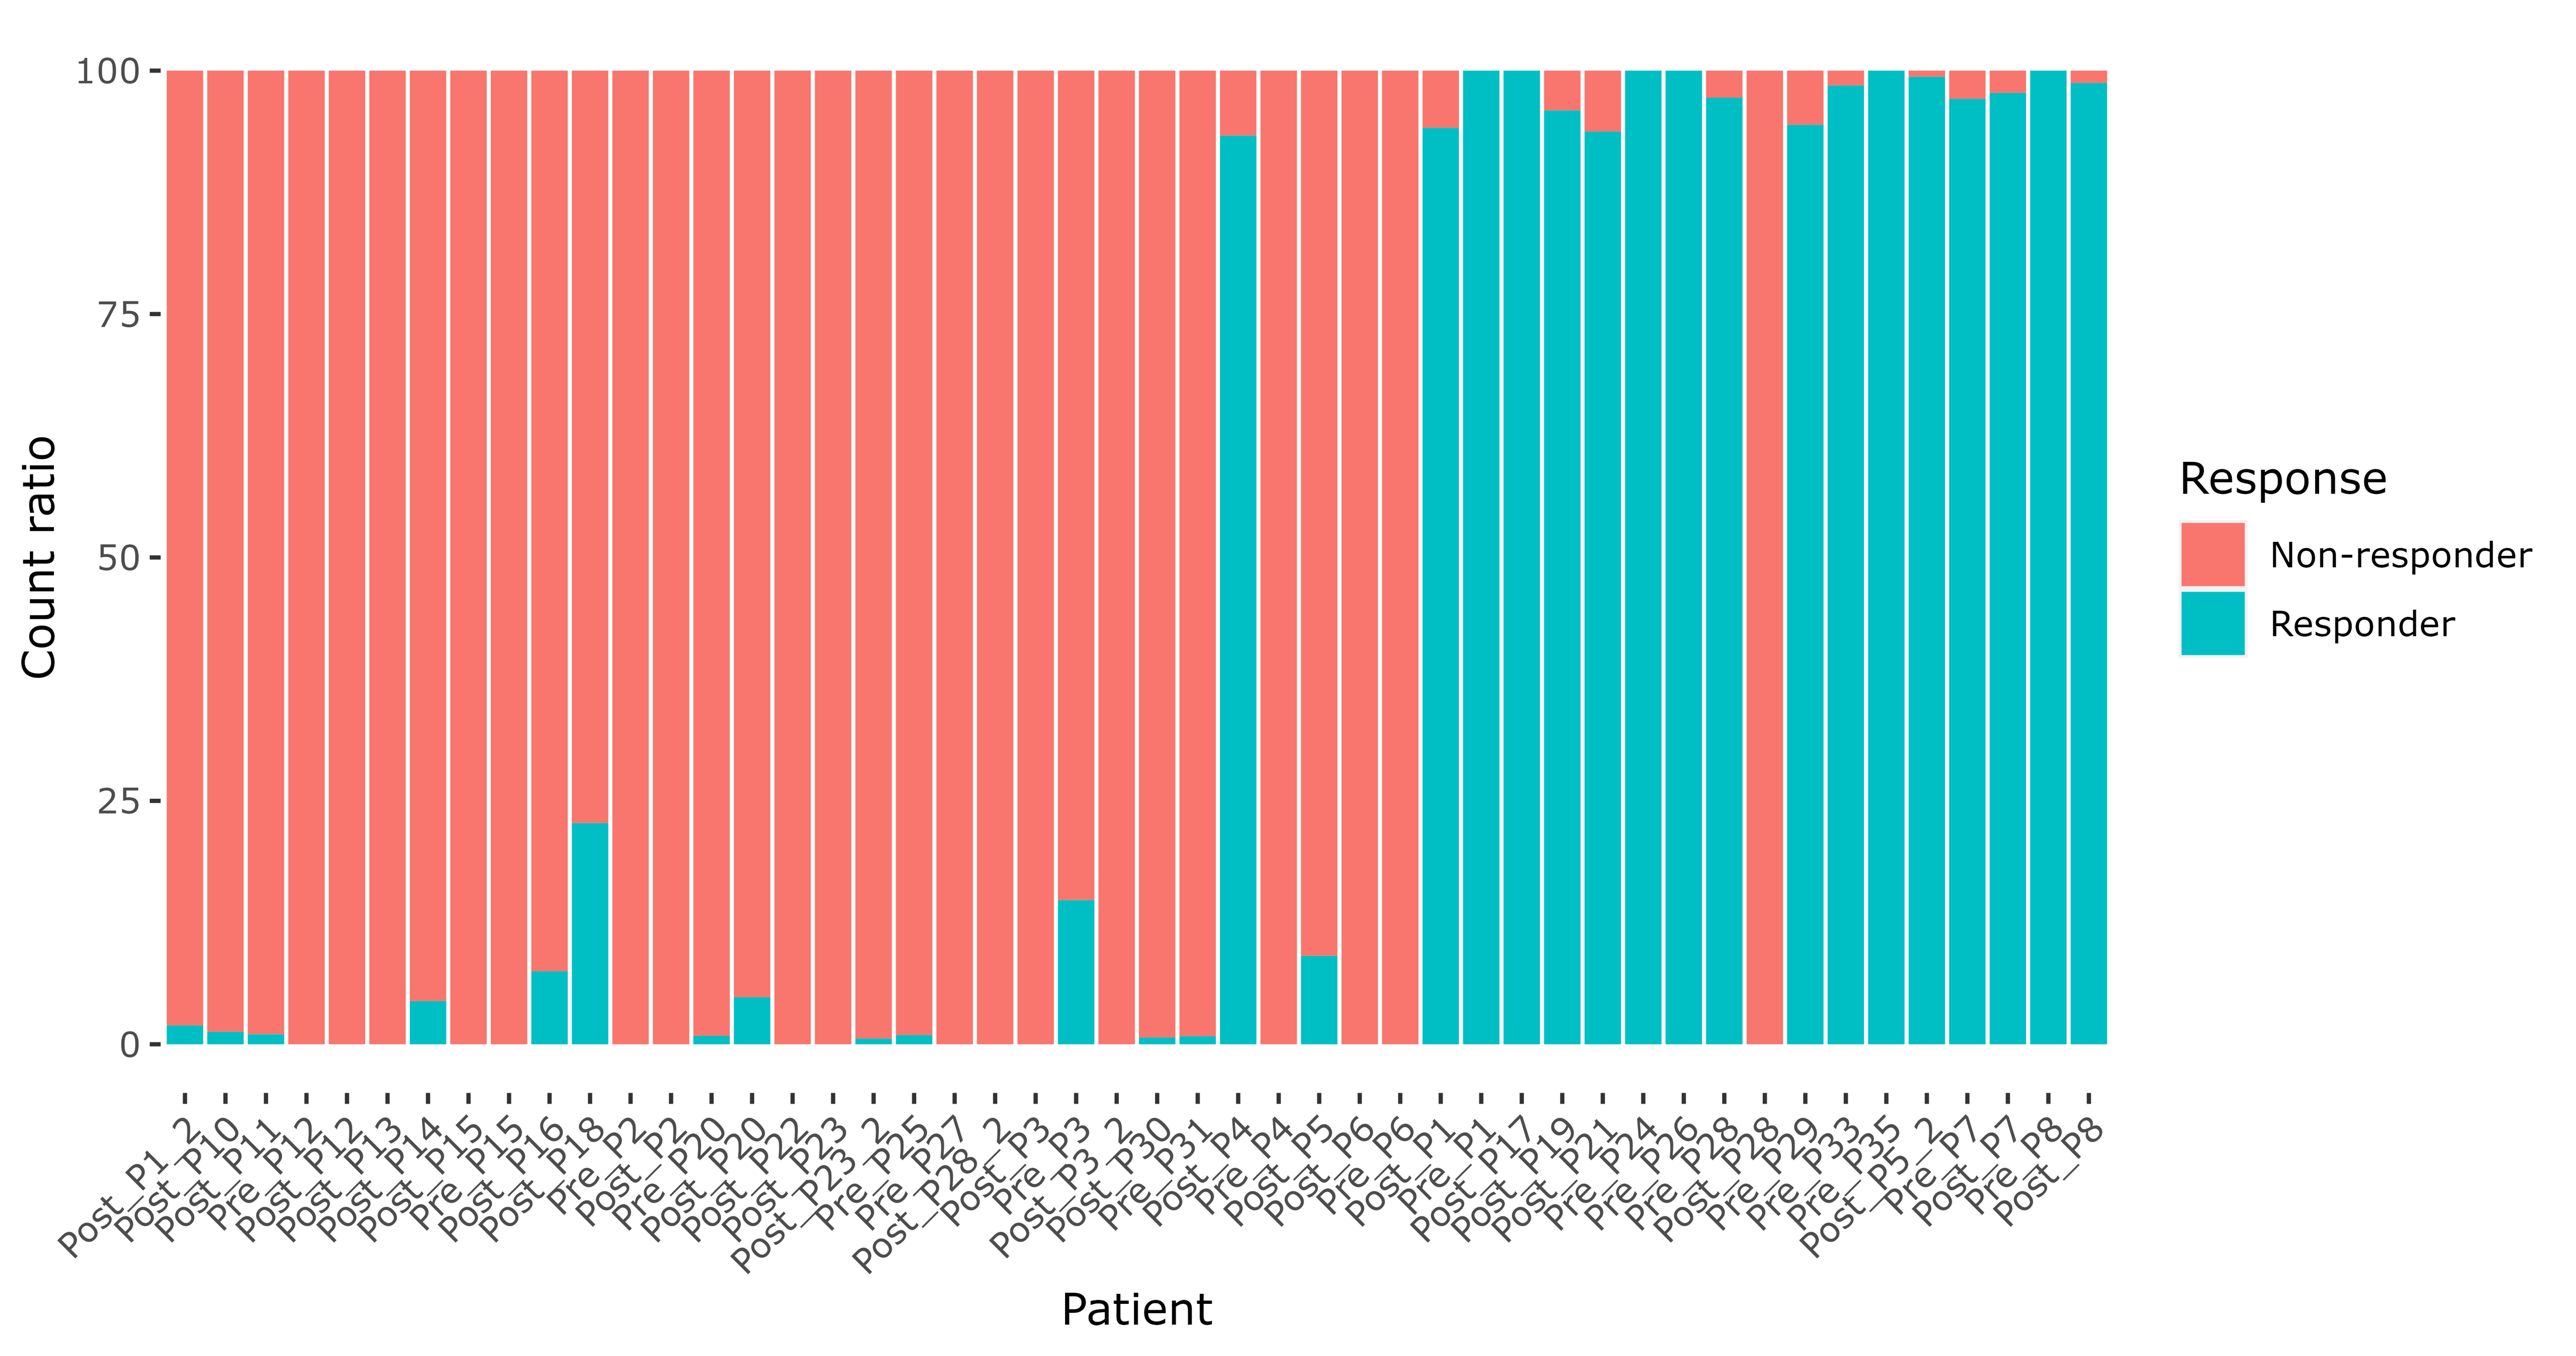 100
75
50
25
0
Count ratio
Post_P1_2
Post_P10
Post_P11
Pre_P12
Post_P12
Post_P13
Post_P14
Post_P15
Pre_P15
Post_P16
Post_P18
Pre_P2
Post_P2
Pre_P20
Post_P20
Post_P22
Post_P23
Post_P23_2
Pre_P25
Pre_P27
Post_P28_2
Post_P3
Pre_P3
Post_P3_2
Post_P30
Pre_P31
Post_P4
Pre_P4
Post_P5
Post_P6
Pre_P6
Post_P1
Pre_P1
Post_P17
Post_P19
Post_P21
Pre_P24
Pre_P26
Pre_P28
Post_P28
Pre_P29
Pre_P33
Pre_P35
Post_P5_2
Pre_P7
Post_P7
Pre_P8
Post_P8
Patient
Response
Non-responder
Responder